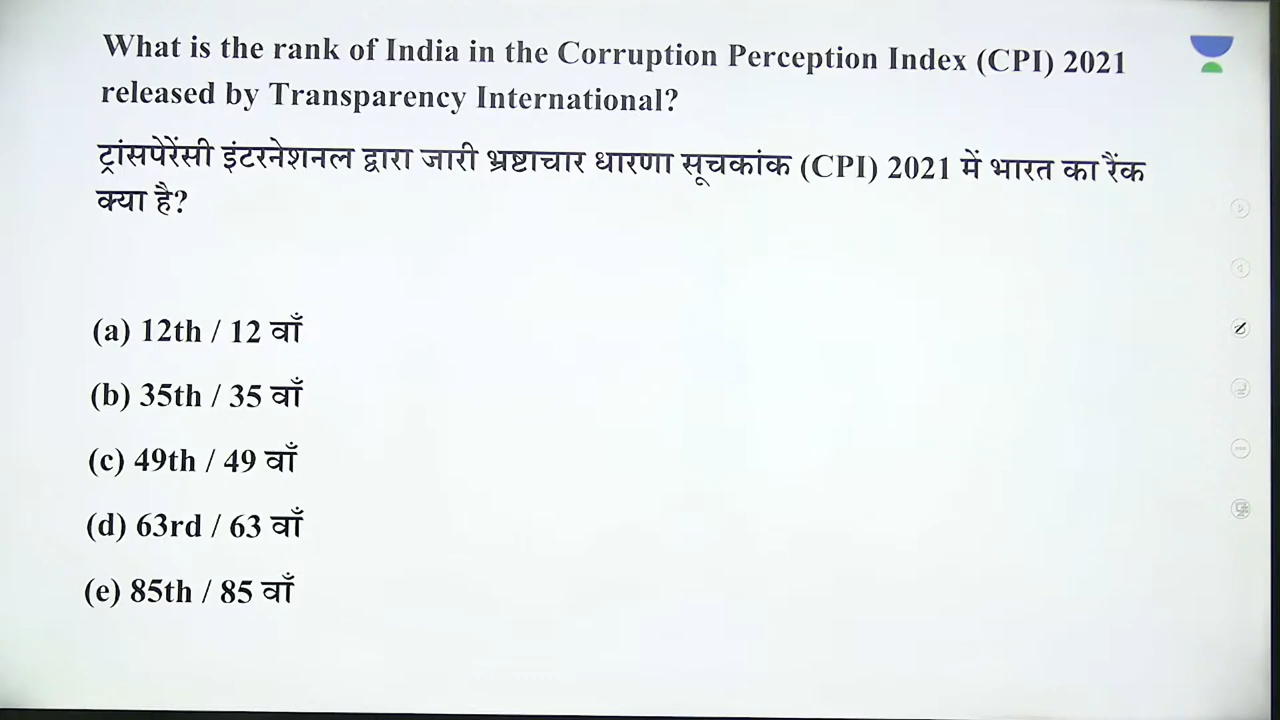 What is the rank of India in the Corruption Perception Index (CPI) 2021
released by Transparency International?
ट्रांसपेरेंसी इंटरनेशनल द्वारा जारी भ्रष्टाचार धारणा सूचकांक (CPI) 2021 में भारत का रैंक
क्या है?
(a) 12th / 12 वाँ
(b) 35th / 35 वाँ
(c) 49th / 49 वाँ
(d) 63rd / 63 वाँ
(e) 85th / 85 वाँ